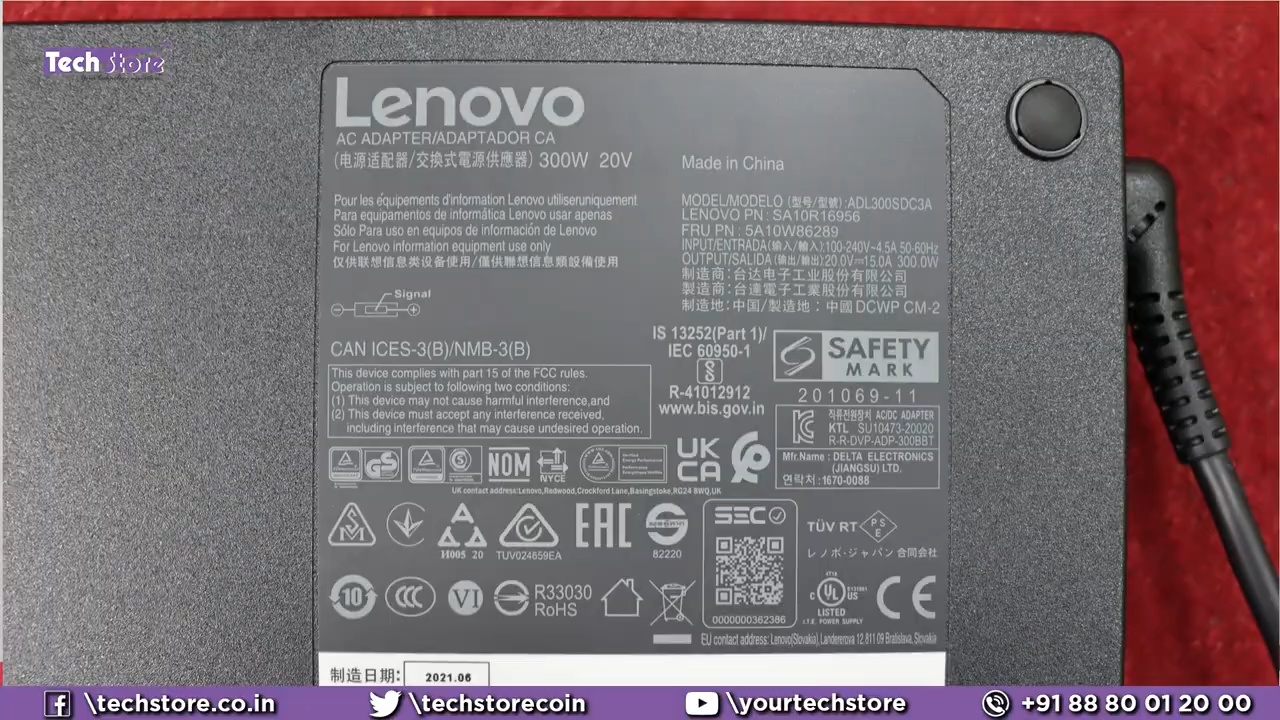 Tech Store
Lenovo
AC ADAPTER/ADAPTADOR CA
(电源适配器/交換式電源供應器) 300W 20V
Pour les équipements d'information Lenovo utiliseruniquement
Para equipamentos de informática Lenovo usar apenas
Sólo Para uso en equipos de información de Lenovo
For Lenovo information equipment use only
仅供联想信息类设备使用/僅供聯想信息類設備使用
Signal
CAN ICES-3(B)/NMB-3(B)
This device complies with part 15 of the FCC rules.
Operation is subject to following two conditions:
(1) This device may not cause harmful interference,and
(2) This device must accept any interference received,
including interference that may cause undesired operation.
Made in China
MODEL/MODELO (型号/型號):ADL300SDC3A
LENOVO PN: SA10R16956
FRU PN: 5A10W86289
INPUT/ENTRADA(输入/輸入):100-240V~4.5A 50-60Hz
OUTPUT/SALIDA(输出/輸出):20.0V⎓15.0A 300.0W
制造商:台达电子工业股份有限公司
製造商:台達電子工業股份有限公司
制造地:中国/製造地:中國 DCWP CM-2
IS 13252(Part 1)/
IEC 60950-1
R-41012912
www.bis.gov.in
SAFETY
MARK
201069-11
직류전원장치 AC/DC ADAPTER
KTL SU10473-20020
R-R-DVP-ADP-300BBT
Mfr.Name : DELTA ELECTRONICS
(JIANGSU) LTD.
연락처:1670-0088
GS
NOM
NYCE
UK
CA
UK contact address:Lenovo,Redwood,Crockford Lane,Basingstoke,RG24 8WQ,UK
H005 20
TUV024659EA
EAC
82220
SEC
0000000362386
TÜV RT
PSE
レノボ・ジャパン合同会社
10
CCC
VI
R33030
RoHS
c UL US
LISTED
I.T.E. POWER SUPPLY
CE
EU contact address: Lenovo(Slovakia),Landererova 12,811 09 Bratislava, Slovakia
制造日期: 2021.06
\techstore.co.in
\techstorecoin
\yourtechstore
+91 88 80 01 20 00